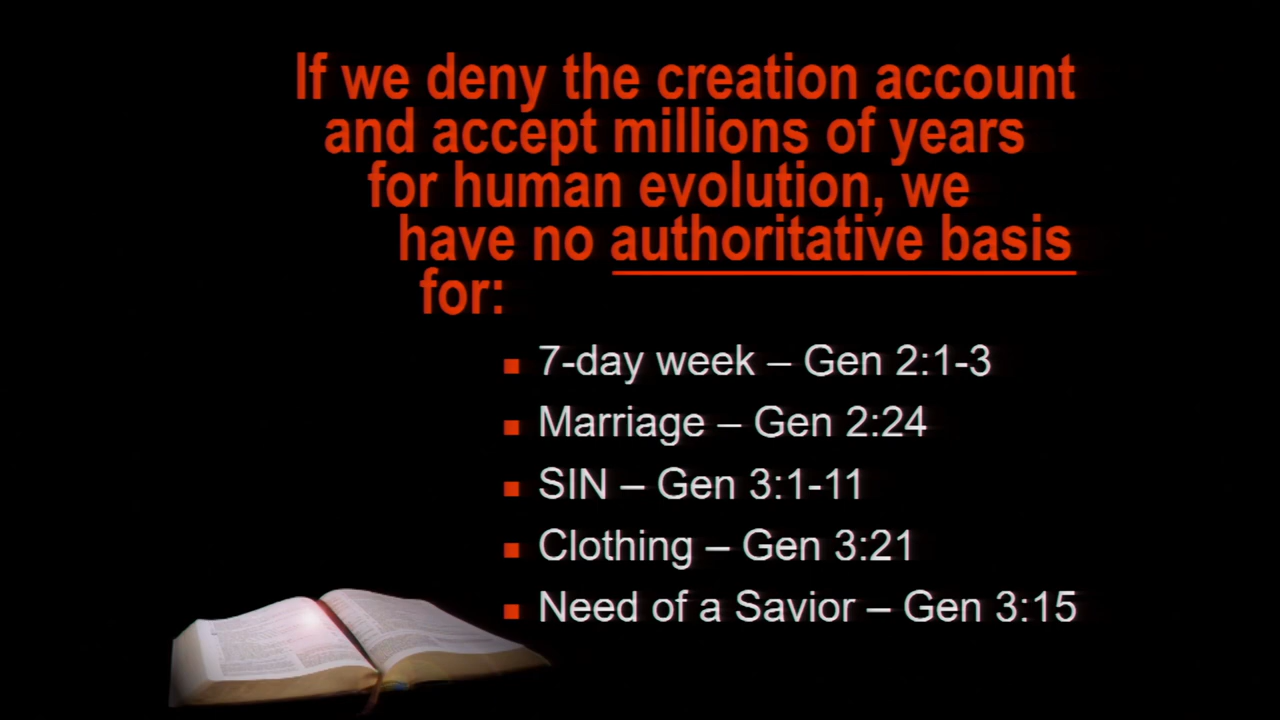 If we deny the creation account
and accept millions of years
for human evolution, we
have no authoritative basis
for:
▪ 7-day week – Gen 2:1-3
▪ Marriage – Gen 2:24
▪ SIN – Gen 3:1-11
▪ Clothing – Gen 3:21
▪ Need of a Savior – Gen 3:15